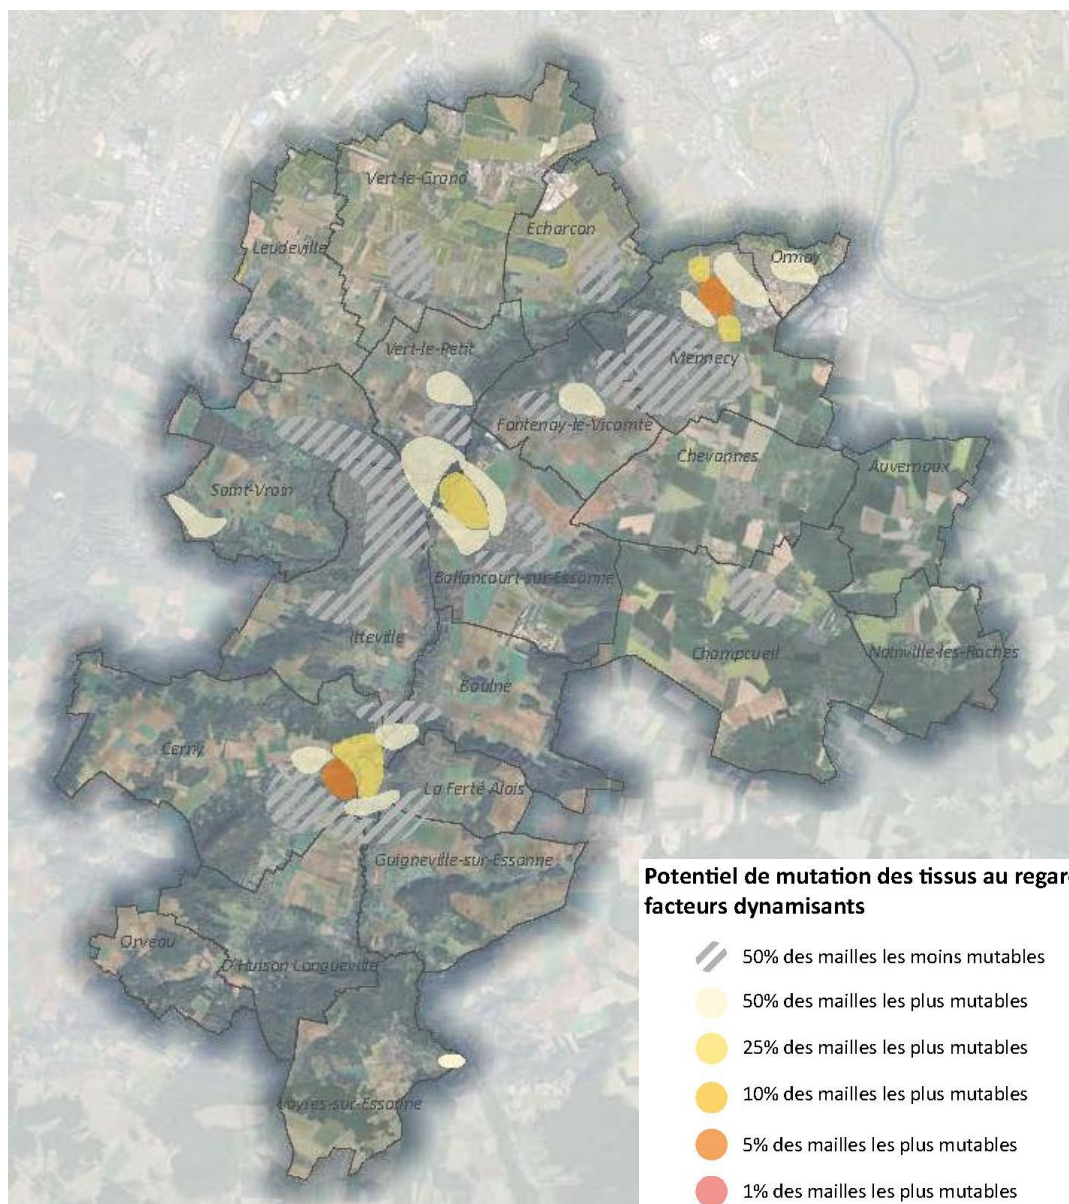 Vert-le-Grand
Echarcon
Leudeville
Ormoy
Vert-le-Petit
Mennecy
Fontenay-le-Vicomte
Chevannes
Auvernaux
Saint-Vrain
Ballancourt-sur-Essonne
Itteville
Champcueil
Nainville-les-Roches
Baulne
Cerny
La Ferté Alais
Guigneville-sur-Essonne
Orveau
D'Huison Longueville
Vayres-sur-Essonne
Potentiel de mutation des tissus au regar
facteurs dynamisants
50% des mailles les moins mutables
50% des mailles les plus mutables
25% des mailles les plus mutables
10% des mailles les plus mutables
5% des mailles les plus mutables
1% des mailles les plus mutables